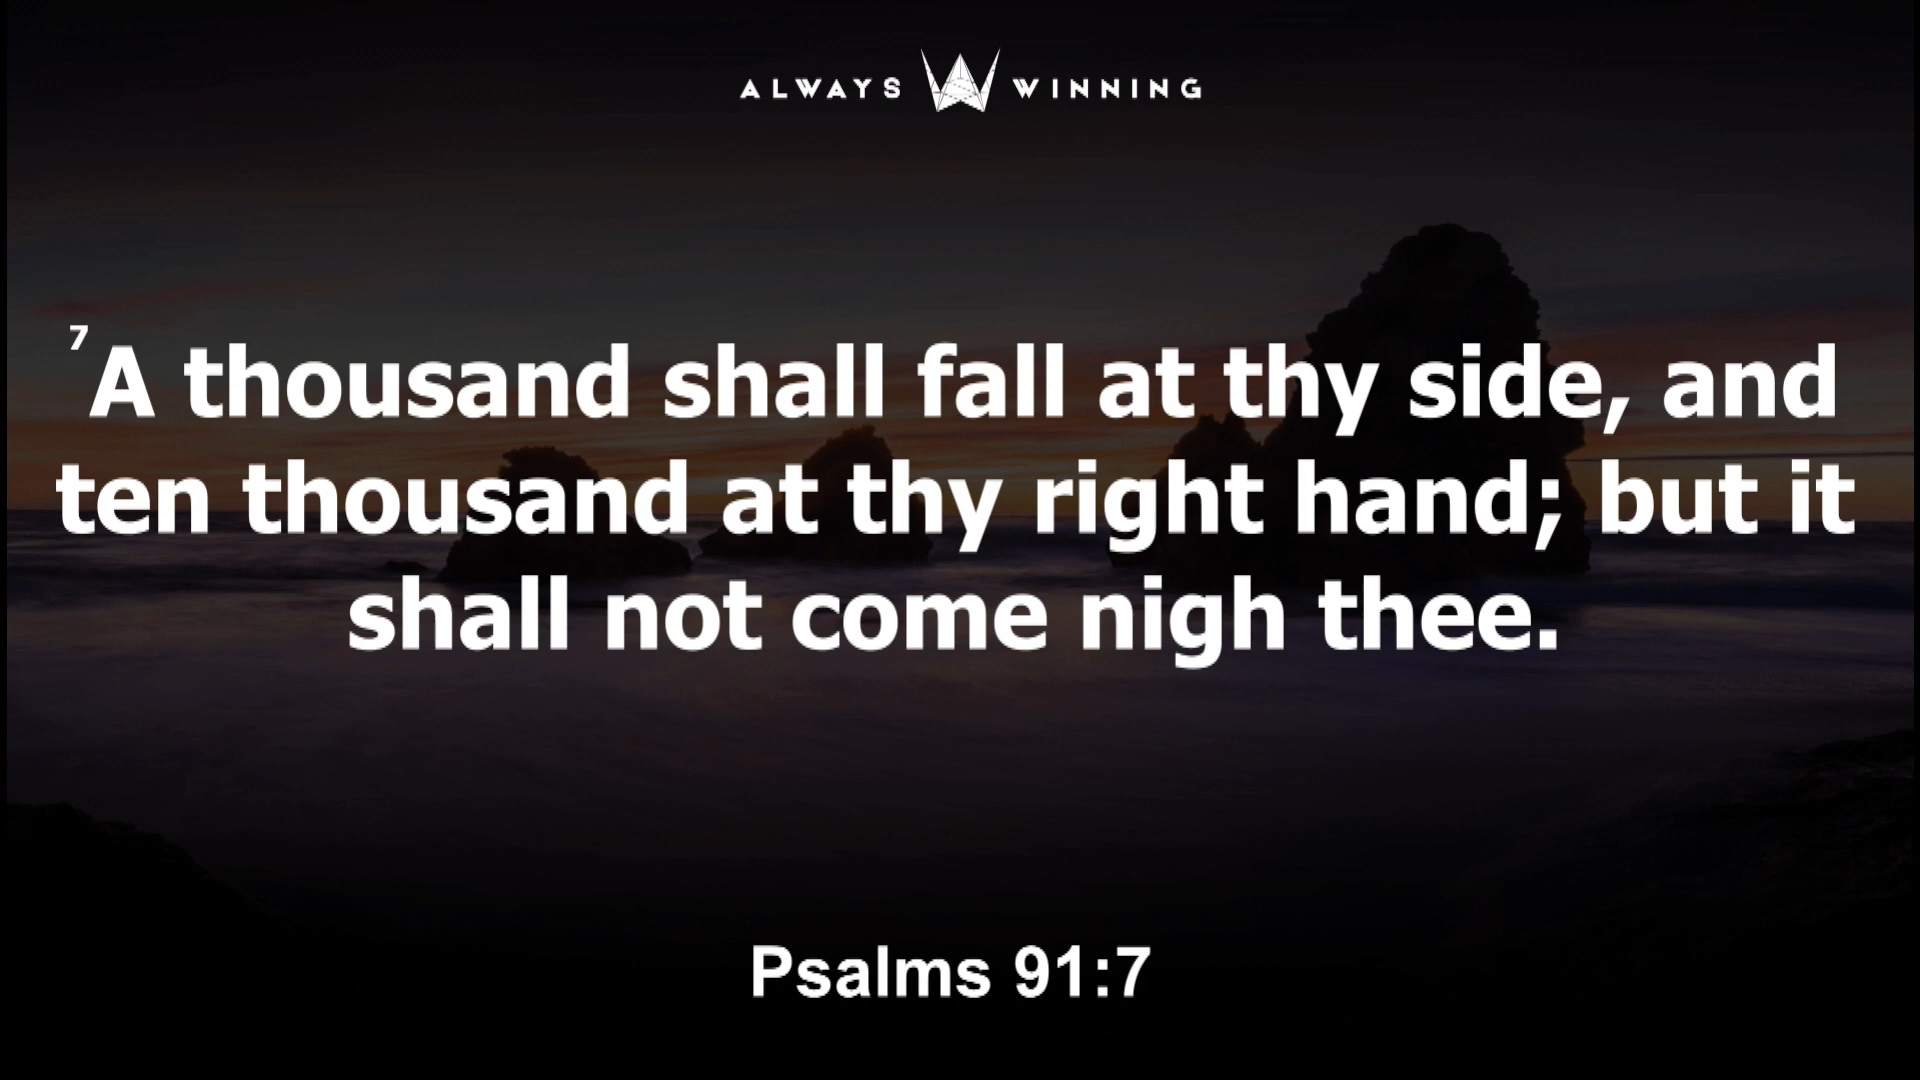 ALWAYS WINNING
7A thousand shall fall at thy side, and
ten thousand at thy right hand; but it
shall not come nigh thee.
Psalms 91:7